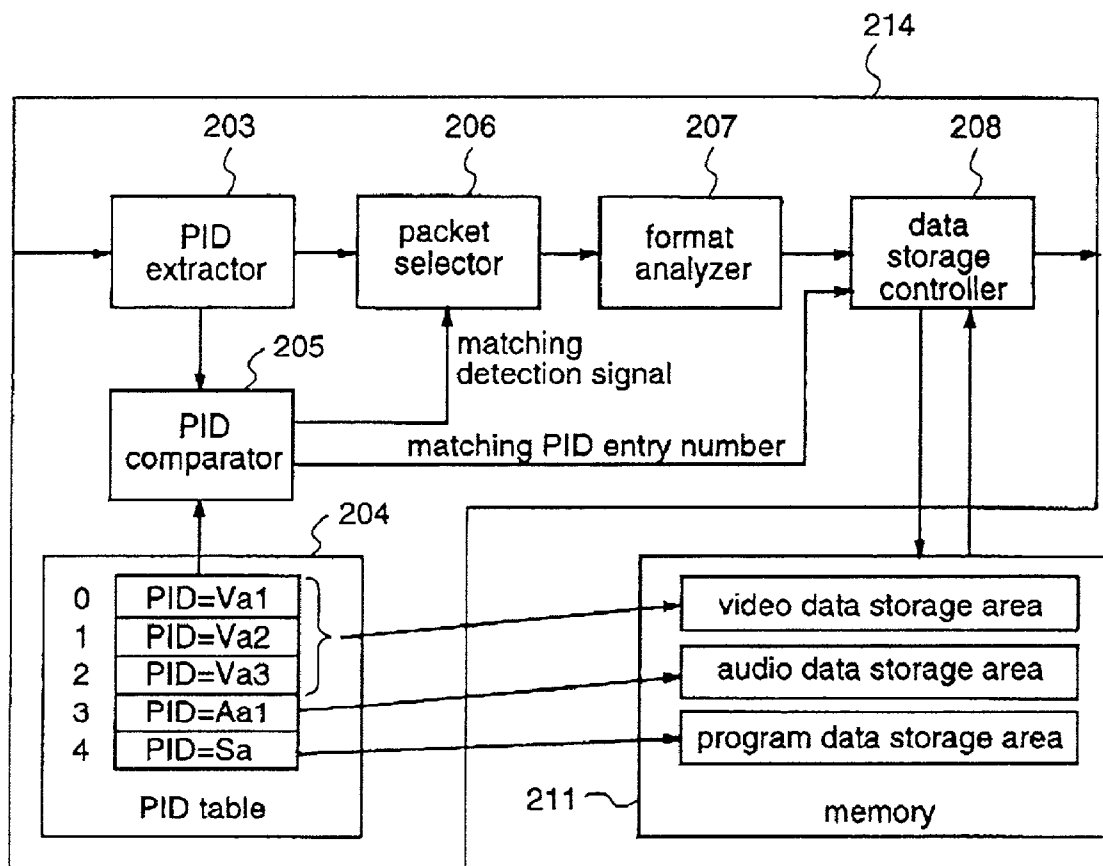 214
203
206
207
208
PID
extractor
packet
selector
format
analyzer
data
storage
controller
205
matching
detection signal
PID
comparator
matching PID entry number
204
0 PID=Va1
1 PID=Va2
2 PID=Va3
3 PID=Aa1
4 PID=Sa
PID table
video data storage area
audio data storage area
program data storage area
211
memory